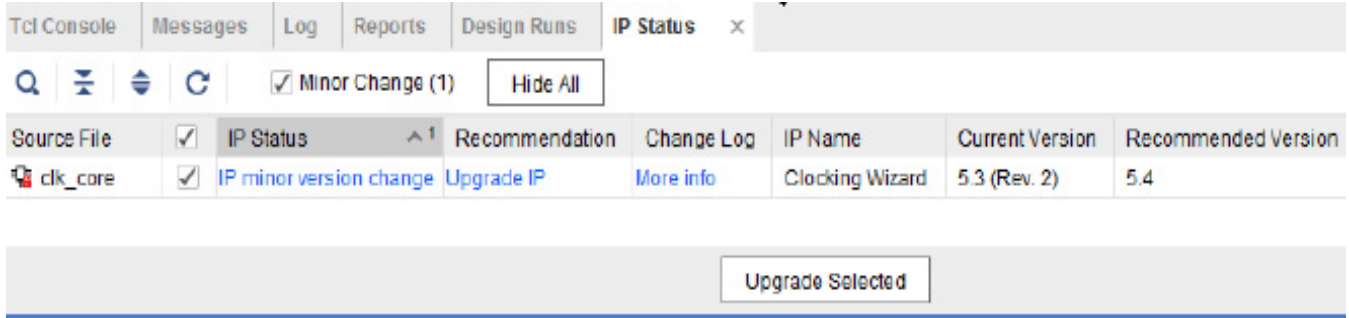 Tcl Console Messages Log Reports Design Runs IP Status ×
Minor Change (1) Hide All
Source File IP Status 1 Recommendation Change Log IP Name Current Version Recommended Version
clk_core IP minor version change Upgrade IP More info Clocking Wizard 5.3 (Rev. 2) 5.4
Upgrade Selected